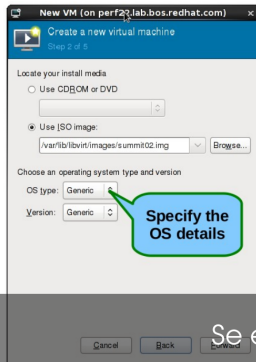 New VM (on perf22.lab.bos.redhat.com)
Create a new virtual machine
Step 2 of 5
Locate your install media
Use CDROM or DVD
Use ISO image:
/var/lib/libvirt/images/summit02.img
Browse...
Choose an operating system type and version
OS type: Generic
Version: Generic
Specify the
OS details
Cancel
Back
Forward
Se e